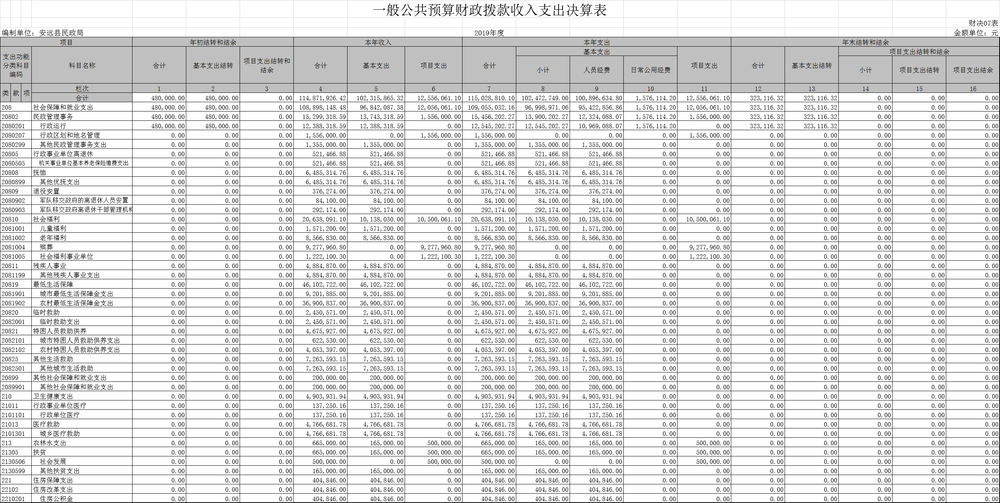 一般公共预算财政拨款收入支出决算表
财决07表
编制单位：安远县民政局 2019年度 金额单位：元
项目 年初结转和结余 本年收入 本年支出 年末结转和结余
支出功能分类科目编码 科目名称 合计 基本支出结转 项目支出结转和结余 合计 基本支出 项目支出 合计 基本支出 项目支出 合计 基本支出结转 项目支出结转和结余
小计 人员经费 日常公用经费 小计 项目支出结转 项目支出结余
类 款 项 栏次 1 2 3 4 5 6 7 8 9 10 11 12 13 14 15 16
合计 480,000.00 480,000.00 0.00 114,871,926.42 102,315,865.32 12,556,061.10 115,028,810.10 102,472,749.00 100,896,634.80 1,576,114.20 12,556,061.10 323,116.32 323,116.32 0.00 0.00 0.00
208 社会保障和就业支出 480,000.00 480,000.00 0.00 108,898,148.48 96,842,087.38 12,056,061.10 109,055,032.16 96,998,971.06 95,422,856.86 1,576,114.20 12,056,061.10 323,116.32 323,116.32 0.00 0.00 0.00
20802 民政管理事务 480,000.00 480,000.00 0.00 15,299,318.59 13,743,318.59 1,556,000.00 15,456,202.27 13,900,202.27 12,324,088.07 1,576,114.20 1,556,000.00 323,116.32 323,116.32 0.00 0.00 0.00
2080201 行政运行 480,000.00 480,000.00 0.00 12,388,318.59 12,388,318.59 0.00 12,545,202.27 12,545,202.27 10,969,088.07 1,576,114.20 0.00 323,116.32 323,116.32 0.00 0.00 0.00
2080207 行政区划和地名管理 0.00 0.00 0.00 1,556,000.00 0.00 1,556,000.00 1,556,000.00 0.00 0.00 0.00 1,556,000.00 0.00 0.00 0.00 0.00 0.00
2080299 其他民政管理事务支出 0.00 0.00 0.00 1,355,000.00 1,355,000.00 0.00 1,355,000.00 1,355,000.00 1,355,000.00 0.00 0.00 0.00 0.00 0.00 0.00 0.00
20805 行政事业单位离退休 0.00 0.00 0.00 521,466.88 521,466.88 0.00 521,466.88 521,466.88 521,466.88 0.00 0.00 0.00 0.00 0.00 0.00 0.00
2080505 机关事业单位基本养老保险缴费支出 0.00 0.00 0.00 521,466.88 521,466.88 0.00 521,466.88 521,466.88 521,466.88 0.00 0.00 0.00 0.00 0.00 0.00 0.00
20808 抚恤 0.00 0.00 0.00 6,485,314.76 6,485,314.76 0.00 6,485,314.76 6,485,314.76 6,485,314.76 0.00 0.00 0.00 0.00 0.00 0.00 0.00
2080899 其他优抚支出 0.00 0.00 0.00 6,485,314.76 6,485,314.76 0.00 6,485,314.76 6,485,314.76 6,485,314.76 0.00 0.00 0.00 0.00 0.00 0.00 0.00
20809 退役安置 0.00 0.00 0.00 376,274.00 376,274.00 0.00 376,274.00 376,274.00 376,274.00 0.00 0.00 0.00 0.00 0.00 0.00 0.00
2080902 军队移交政府的离退休人员安置 0.00 0.00 0.00 84,100.00 84,100.00 0.00 84,100.00 84,100.00 84,100.00 0.00 0.00 0.00 0.00 0.00 0.00 0.00
2080903 军队移交政府离退休干部管理机构 0.00 0.00 0.00 292,174.00 292,174.00 0.00 292,174.00 292,174.00 292,174.00 0.00 0.00 0.00 0.00 0.00 0.00 0.00
20810 社会福利 0.00 0.00 0.00 20,638,091.10 10,138,030.00 10,500,061.10 20,638,091.10 10,138,030.00 10,138,030.00 0.00 10,500,061.10 0.00 0.00 0.00 0.00 0.00
2081001 儿童福利 0.00 0.00 0.00 1,571,200.00 1,571,200.00 0.00 1,571,200.00 1,571,200.00 1,571,200.00 0.00 0.00 0.00 0.00 0.00 0.00 0.00
2081002 老年福利 0.00 0.00 0.00 8,566,830.00 8,566,830.00 0.00 8,566,830.00 8,566,830.00 8,566,830.00 0.00 0.00 0.00 0.00 0.00 0.00 0.00
2081004 殡葬 0.00 0.00 0.00 9,277,960.80 0.00 9,277,960.80 9,277,960.80 0.00 0.00 0.00 9,277,960.80 0.00 0.00 0.00 0.00 0.00
2081005 社会福利事业单位 0.00 0.00 0.00 1,222,100.30 0.00 1,222,100.30 1,222,100.30 0.00 0.00 0.00 1,222,100.30 0.00 0.00 0.00 0.00 0.00
20811 残疾人事业 0.00 0.00 0.00 4,884,870.00 4,884,870.00 0.00 4,884,870.00 4,884,870.00 4,884,870.00 0.00 0.00 0.00 0.00 0.00 0.00 0.00
2081199 其他残疾人事业支出 0.00 0.00 0.00 4,884,870.00 4,884,870.00 0.00 4,884,870.00 4,884,870.00 4,884,870.00 0.00 0.00 0.00 0.00 0.00 0.00 0.00
20819 最低生活保障 0.00 0.00 0.00 46,102,722.00 46,102,722.00 0.00 46,102,722.00 46,102,722.00 46,102,722.00 0.00 0.00 0.00 0.00 0.00 0.00 0.00
2081901 城市最低生活保障金支出 0.00 0.00 0.00 9,201,885.00 9,201,885.00 0.00 9,201,885.00 9,201,885.00 9,201,885.00 0.00 0.00 0.00 0.00 0.00 0.00 0.00
2081902 农村最低生活保障金支出 0.00 0.00 0.00 36,900,837.00 36,900,837.00 0.00 36,900,837.00 36,900,837.00 36,900,837.00 0.00 0.00 0.00 0.00 0.00 0.00 0.00
20820 临时救助 0.00 0.00 0.00 2,450,571.00 2,450,571.00 0.00 2,450,571.00 2,450,571.00 2,450,571.00 0.00 0.00 0.00 0.00 0.00 0.00 0.00
2082001 临时救助支出 0.00 0.00 0.00 2,450,571.00 2,450,571.00 0.00 2,450,571.00 2,450,571.00 2,450,571.00 0.00 0.00 0.00 0.00 0.00 0.00 0.00
20821 特困人员救助供养 0.00 0.00 0.00 4,675,927.00 4,675,927.00 0.00 4,675,927.00 4,675,927.00 4,675,927.00 0.00 0.00 0.00 0.00 0.00 0.00 0.00
2082101 城市特困人员救助供养支出 0.00 0.00 0.00 622,530.00 622,530.00 0.00 622,530.00 622,530.00 622,530.00 0.00 0.00 0.00 0.00 0.00 0.00 0.00
2082102 农村特困人员救助供养支出 0.00 0.00 0.00 4,053,397.00 4,053,397.00 0.00 4,053,397.00 4,053,397.00 4,053,397.00 0.00 0.00 0.00 0.00 0.00 0.00 0.00
20825 其他生活救助 0.00 0.00 0.00 7,263,593.15 7,263,593.15 0.00 7,263,593.15 7,263,593.15 7,263,593.15 0.00 0.00 0.00 0.00 0.00 0.00 0.00
2082501 其他城市生活救助 0.00 0.00 0.00 7,263,593.15 7,263,593.15 0.00 7,263,593.15 7,263,593.15 7,263,593.15 0.00 0.00 0.00 0.00 0.00 0.00 0.00
20899 其他社会保障和就业支出 0.00 0.00 0.00 200,000.00 200,000.00 0.00 200,000.00 200,000.00 200,000.00 0.00 0.00 0.00 0.00 0.00 0.00 0.00
2089901 其他社会保障和就业支出 0.00 0.00 0.00 200,000.00 200,000.00 0.00 200,000.00 200,000.00 200,000.00 0.00 0.00 0.00 0.00 0.00 0.00 0.00
210 卫生健康支出 0.00 0.00 0.00 4,903,931.94 4,903,931.94 0.00 4,903,931.94 4,903,931.94 4,903,931.94 0.00 0.00 0.00 0.00 0.00 0.00 0.00
21011 行政事业单位医疗 0.00 0.00 0.00 137,250.16 137,250.16 0.00 137,250.16 137,250.16 137,250.16 0.00 0.00 0.00 0.00 0.00 0.00 0.00
2101101 行政单位医疗 0.00 0.00 0.00 137,250.16 137,250.16 0.00 137,250.16 137,250.16 137,250.16 0.00 0.00 0.00 0.00 0.00 0.00 0.00
21013 医疗救助 0.00 0.00 0.00 4,766,681.78 4,766,681.78 0.00 4,766,681.78 4,766,681.78 4,766,681.78 0.00 0.00 0.00 0.00 0.00 0.00 0.00
2101301 城乡医疗救助 0.00 0.00 0.00 4,766,681.78 4,766,681.78 0.00 4,766,681.78 4,766,681.78 4,766,681.78 0.00 0.00 0.00 0.00 0.00 0.00 0.00
213 农林水支出 0.00 0.00 0.00 665,000.00 165,000.00 500,000.00 665,000.00 165,000.00 165,000.00 0.00 500,000.00 0.00 0.00 0.00 0.00 0.00
21305 扶贫 0.00 0.00 0.00 665,000.00 165,000.00 500,000.00 665,000.00 165,000.00 165,000.00 0.00 500,000.00 0.00 0.00 0.00 0.00 0.00
2130506 社会发展 0.00 0.00 0.00 500,000.00 0.00 500,000.00 500,000.00 0.00 0.00 0.00 500,000.00 0.00 0.00 0.00 0.00 0.00
2130599 其他扶贫支出 0.00 0.00 0.00 165,000.00 165,000.00 0.00 165,000.00 165,000.00 165,000.00 0.00 0.00 0.00 0.00 0.00 0.00 0.00
221 住房保障支出 0.00 0.00 0.00 404,846.00 404,846.00 0.00 404,846.00 404,846.00 404,846.00 0.00 0.00 0.00 0.00 0.00 0.00 0.00
22102 住房改革支出 0.00 0.00 0.00 404,846.00 404,846.00 0.00 404,846.00 404,846.00 404,846.00 0.00 0.00 0.00 0.00 0.00 0.00 0.00
2210201 住房公积金 0.00 0.00 0.00 404,846.00 404,846.00 0.00 404,846.00 404,846.00 404,846.00 0.00 0.00 0.00 0.00 0.00 0.00 0.00